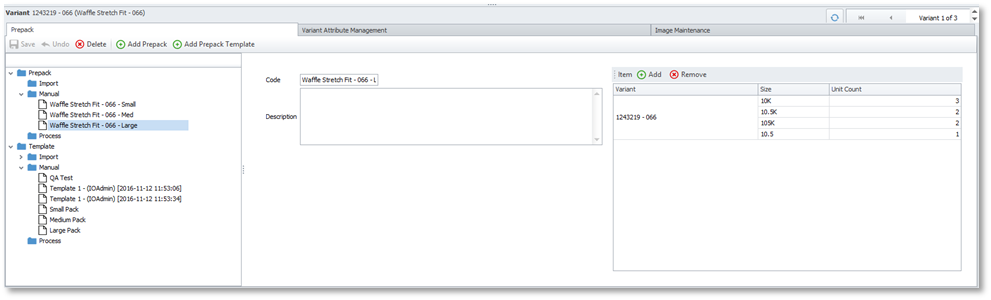 Variant 1243219 - 066 (Waffle Stretch Fit - 066)
Variant 1 of 3
Prepack
Variant Attribute Management
Image Maintenance
Save Undo Delete Add Prepack Add Prepack Template
Prepack
Import
Manual
Waffle Stretch Fit - 066 - Small
Waffle Stretch Fit - 066 - Med
Waffle Stretch Fit - 066 - Large
Process
Template
Import
Manual
QA Test
Template 1 - (IOAdmin) [2016-11-12 11:53:06]
Template 1 - (IOAdmin) [2016-11-12 11:53:34]
Small Pack
Medium Pack
Large Pack
Process
Code Waffle Stretch Fit - 066 - L
Description
Item Add Remove
Variant Size Unit Count
1243219 - 066
10K 3
10.5K 2
105K 2
10.5 1